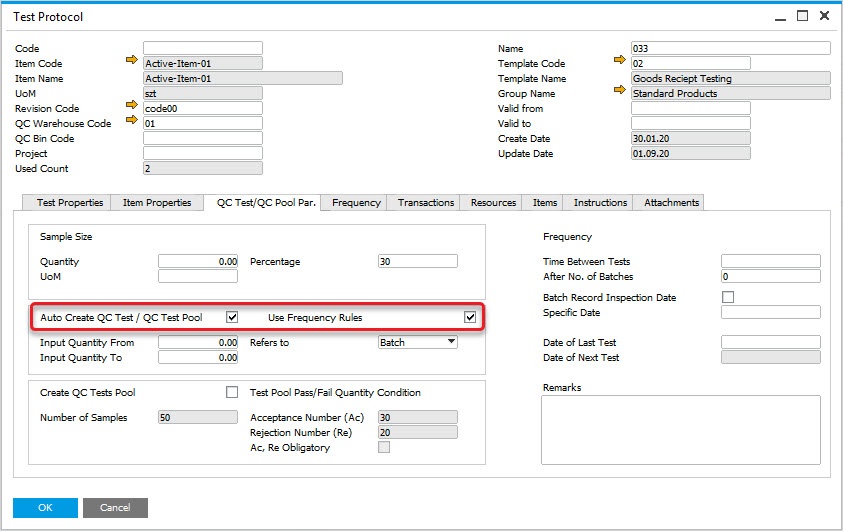 Test Protocol
Code
Item Code Active-Item-01
Item Name Active-Item-01
UoM szt
Revision Code code00
QC Warehouse Code 01
QC Bin Code
Project
Used Count 2
Name 033
Template Code 02
Template Name Goods Reciept Testing
Group Name Standard Products
Valid from
Valid to
Create Date 30.01.20
Update Date 01.09.20
Test Properties Item Properties QC Test/QC Pool Par. Frequency Transactions Resources Items Instructions Attachments
Sample Size
Quantity 0.00 Percentage 30
UoM
Auto Create QC Test / QC Test Pool Use Frequency Rules
Input Quantity From 0.00 Refers to Batch
Input Quantity To 0.00
Create QC Tests Pool Test Pool Pass/Fail Quantity Condition
Number of Samples 50 Acceptance Number (Ac) 30
Rejection Number (Re) 20
Ac, Re Obligatory
Frequency
Time Between Tests
After No. of Batches 0
Batch Record Inspection Date
Specific Date
Date of Last Test
Date of Next Test
Remarks
OK Cancel